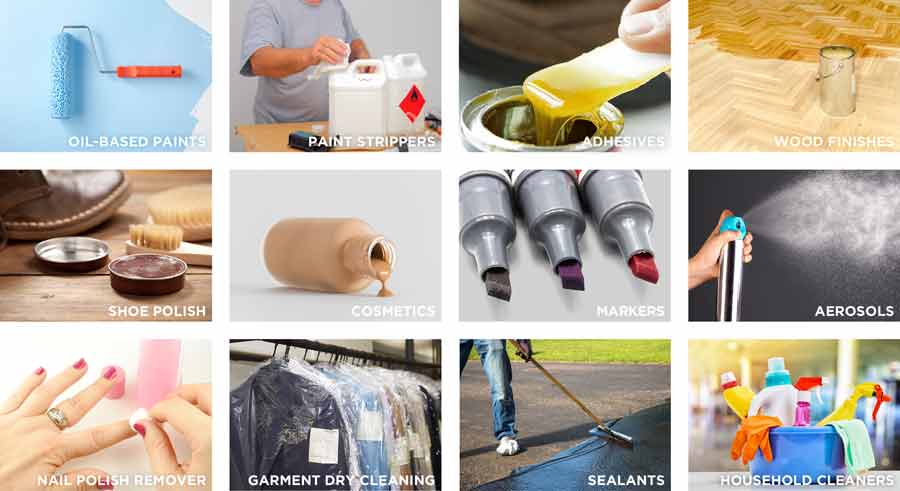 OIL-BASED PAINTS
PAINT STRIPPERS
ADHESIVES
WOOD FINISHES
SHOE POLISH
COSMETICS
MARKERS
AEROSOLS
NAIL POLISH REMOVER
GARMENT DRY CLEANING
SEALANTS
HOUSEHOLD CLEANERS